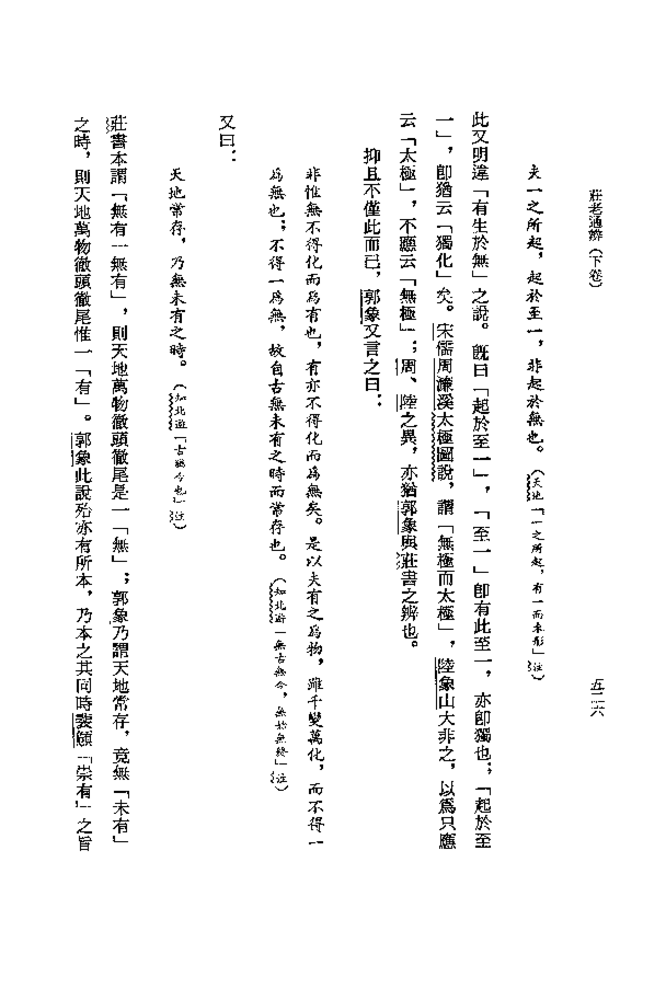 莊老通辨（下卷）
五二六
夫一之所起，起於至一，非起於無也。（天地「一之所起，有一而未形」注）
此又明違「有生於無」之說。旣曰「起於至一」，「至一」卽有此至一，亦卽獨也；「起於至
一」，卽猶云「獨化」矣。宋儒周濂溪太極圖說，謂「無極而太極」，陸象山大非之，以爲只應
云「太極」，不應云「無極」；周、陸之異，亦猶郭象與莊書之辨也。
抑且不僅此而已，郭象又言之曰：
非惟無不得化而爲有也，有亦不得化而爲無矣。是以夫有之爲物，雖千變萬化，而不得一
爲無也；不得一爲無，故自古無未有之時而常存也。（知北遊「無古無今，無始無終」注）
又曰：
天地常存，乃無未有之時。（知北遊「古猶今也」注）
莊書本謂「無有一無有」，則天地萬物徹頭徹尾是一「無」；郭象乃謂天地常存，竟無「未有」
之時，則天地萬物徹頭徹尾惟一「有」。郭象此說殆亦有所本，乃本之其同時裴頠「崇有」之旨